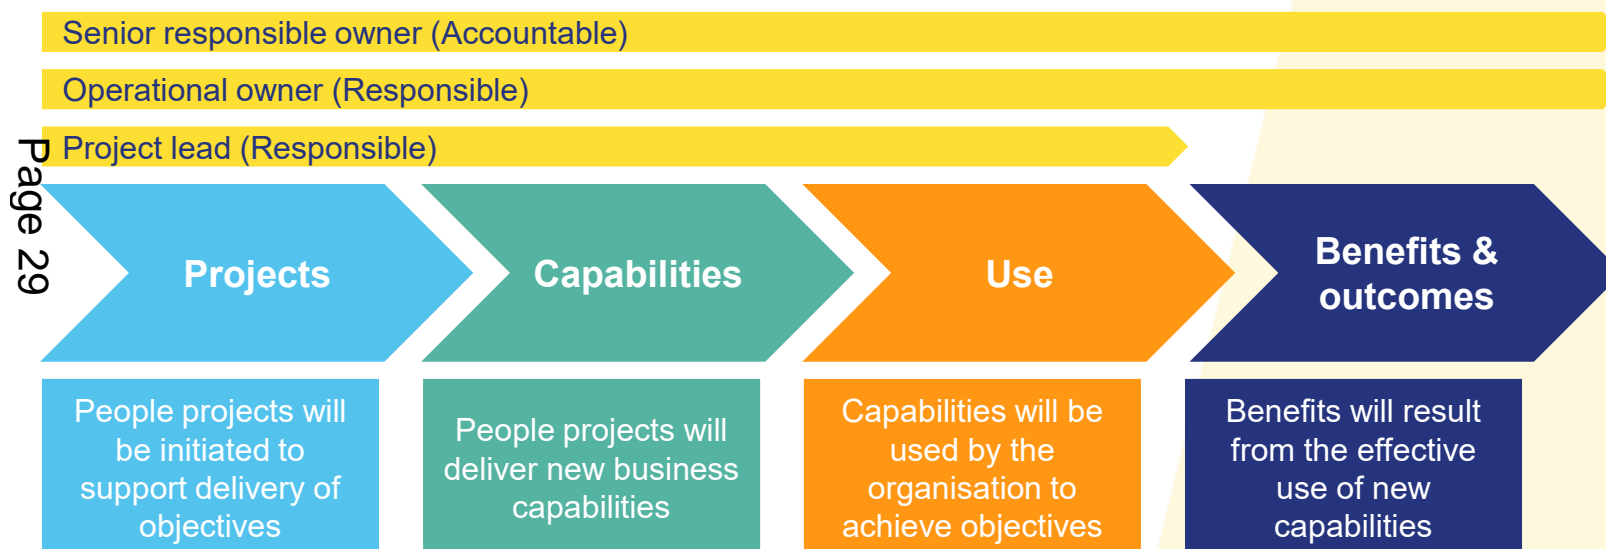 Senior responsible owner (Accountable)
Operational owner (Responsible)
Project lead (Responsible)
Page 29
Projects
Capabilities
Use
Benefits &
outcomes
People projects will
be initiated to
support delivery of
objectives
People projects will
deliver new business
capabilities
Capabilities will be
used by the
organisation to
achieve objectives
Benefits will result
from the effective
use of new
capabilities